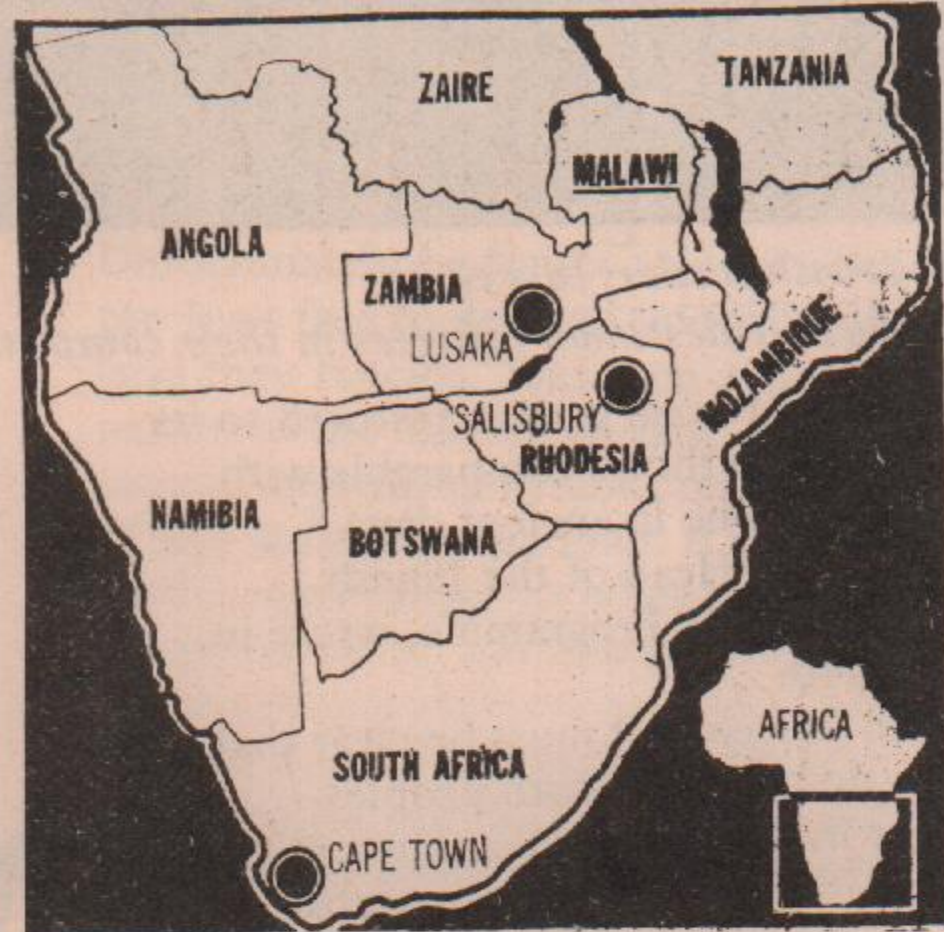 ZAIRE
TANZANIA
MALAWI
ANGOLA
ZAMBIA
LUSAKA
MOZAMBIQUE
SALISBURY
RHODESIA
NAMIBIA
BOTSWANA
AFRICA
SOUTH AFRICA
CAPE TOWN